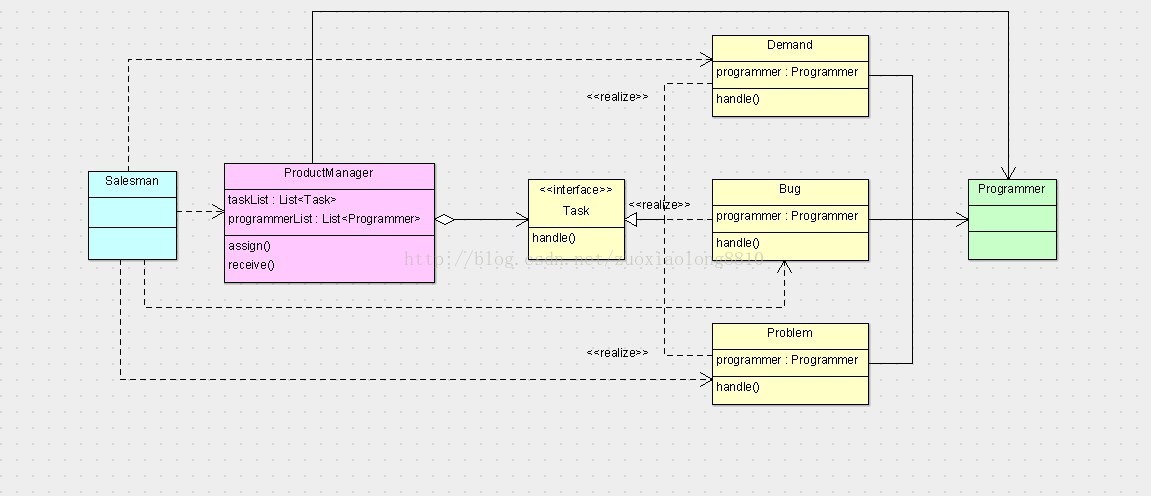 Demand
programmer : Programmer
handle()
<<realize>>
Salesman
ProductManager
taskList : List<Task>
programmerList : List<Programmer>
assign()
receive()
<<interface>>
Task
handle()
<<realize>>
Bug
programmer : Programmer
handle()
Programmer
http://blog.csdn.net/zuoxiaolong8810
<<realize>>
Problem
programmer : Programmer
handle()